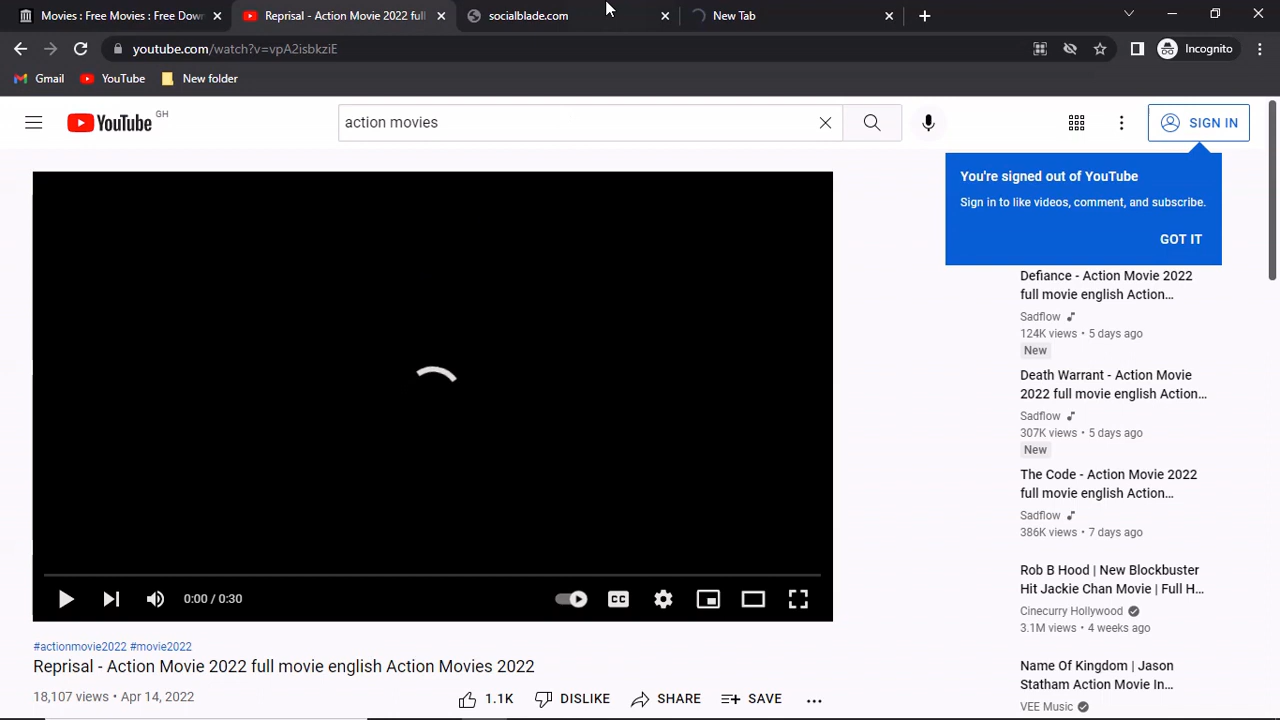 Movies : Free Movies : Free Dow
Reprisal - Action Movie 2022 full
socialblade.com
New Tab
youtube.com/watch?v=vpA2isbkziE
Incognito
Gmail
YouTube
New folder
YouTube GH
action movies
SIGN IN
You're signed out of YouTube
Sign in to like videos, comment, and subscribe.
GOT IT
Defiance - Action Movie 2022
full movie english Action...
Sadflow
124K views • 5 days ago
New
Death Warrant - Action Movie
2022 full movie english Action...
Sadflow
307K views • 5 days ago
New
The Code - Action Movie 2022
full movie english Action...
Sadflow
386K views • 7 days ago
Rob B Hood | New Blockbuster
Hit Jackie Chan Movie | Full H...
Cinecurry Hollywood
3.1M views • 4 weeks ago
Name Of Kingdom | Jason
Statham Action Movie In...
VEE Music
0:00 / 0:30
CC
#actionmovie2022 #movie2022
Reprisal - Action Movie 2022 full movie english Action Movies 2022
18,107 views • Apr 14, 2022
1.1K
DISLIKE
SHARE
SAVE